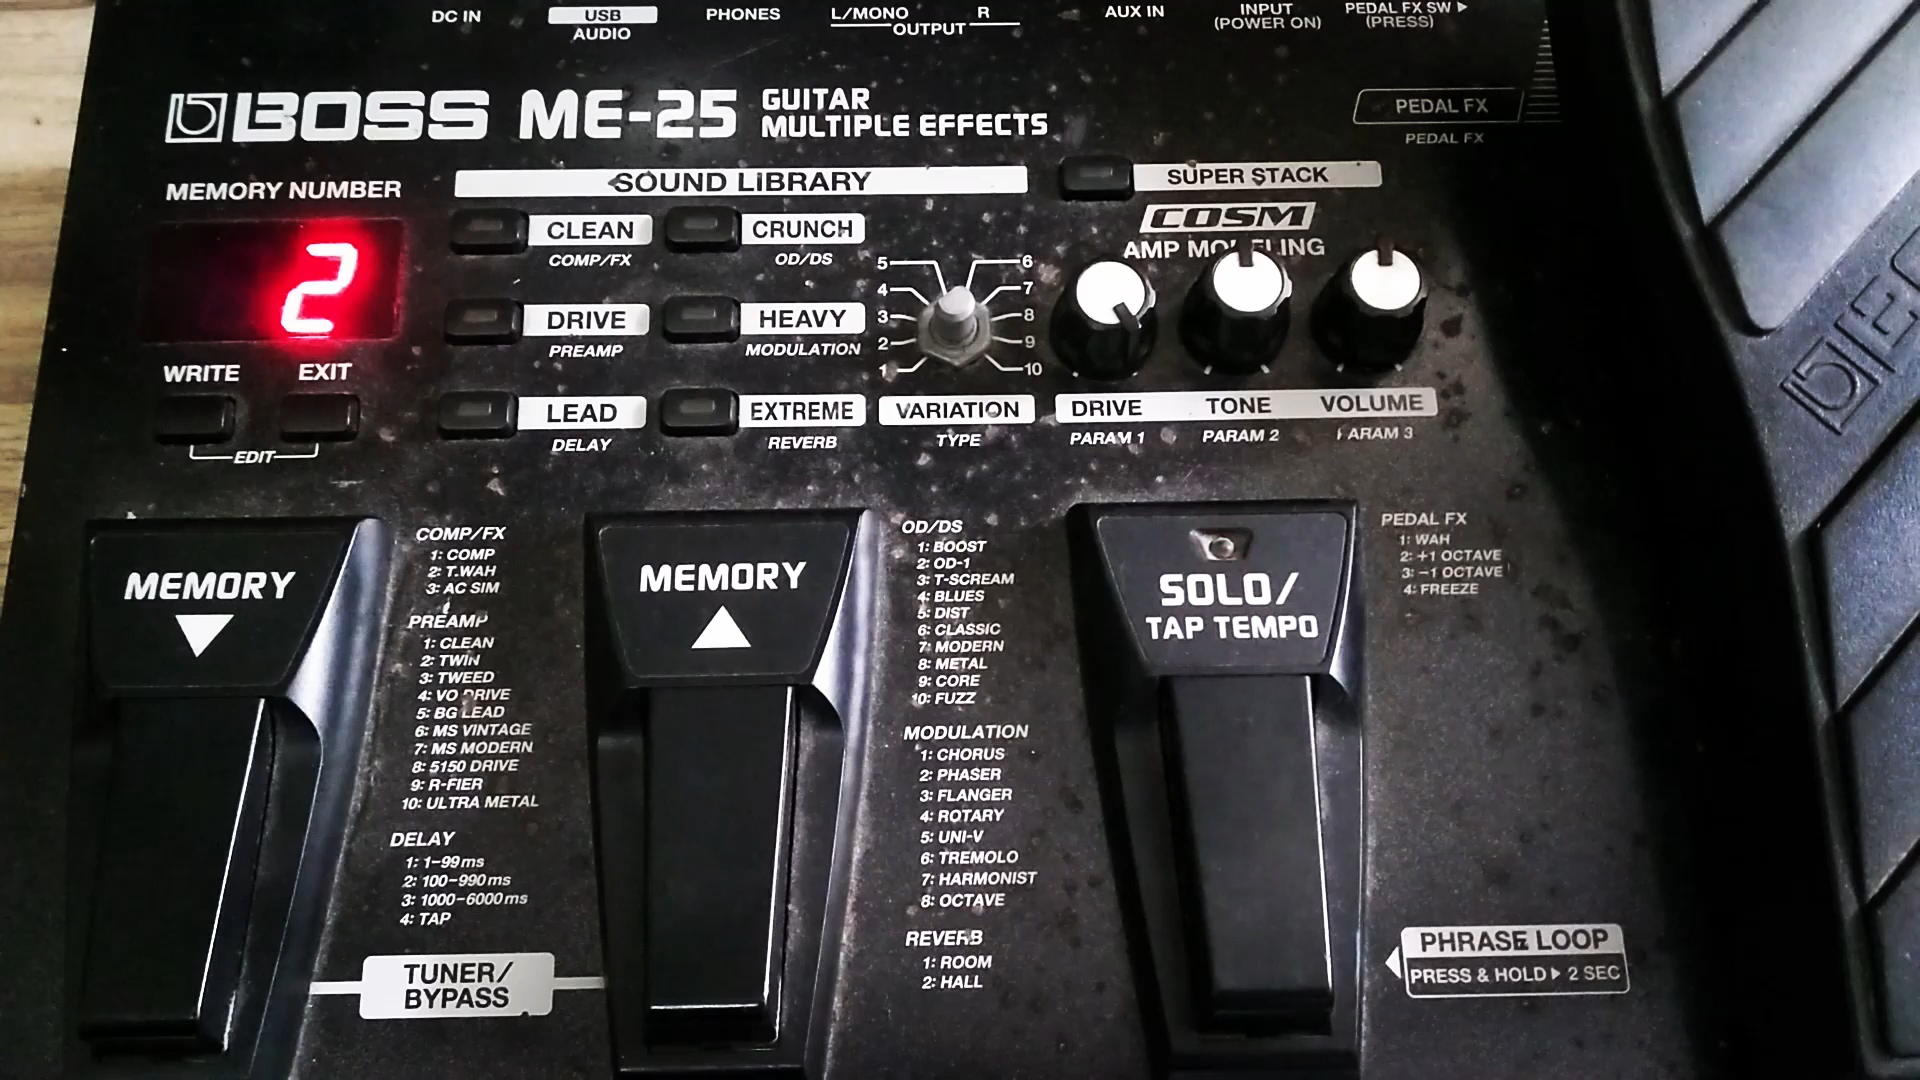 DC IN
USB
AUDIO
PHONES
L/MONO R
OUTPUT
AUX IN
INPUT
(POWER ON)
PEDAL FX SW ▶
(PRESS)
BOSS ME-25 GUITAR
MULTIPLE EFFECTS
PEDAL FX
PEDAL FX
MEMORY NUMBER
2
WRITE EXIT
EDIT
SOUND LIBRARY
CLEAN
COMP/FX
CRUNCH
OD/DS
DRIVE
PREAMP
HEAVY
MODULATION
LEAD
DELAY
EXTREME
REVERB
5 6
4 7
3 8
2 9
1 10
VARIATION
TYPE
SUPER STACK
COSM
AMP MODELING
DRIVE TONE VOLUME
PARAM 1 PARAM 2 PARAM 3
MEMORY
▼
COMP/FX
1: COMP
2: T.WAH
3: AC SIM
PREAMP
1: CLEAN
2: TWIN
3: TWEED
4: VO DRIVE
5: BG LEAD
6: MS VINTAGE
7: MS MODERN
8: 5150 DRIVE
9: R-FIER
10: ULTRA METAL
DELAY
1: 1–99ms
2: 100–990ms
3: 1000–6000ms
4: TAP
TUNER/
BYPASS
MEMORY
▲
OD/DS
1: BOOST
2: OD-1
3: T-SCREAM
4: BLUES
5: DIST
6: CLASSIC
7: MODERN
8: METAL
9: CORE
10: FUZZ
MODULATION
1: CHORUS
2: PHASER
3: FLANGER
4: ROTARY
5: UNI-V
6: TREMOLO
7: HARMONIST
8: OCTAVE
REVERB
1: ROOM
2: HALL
SOLO/
TAP TEMPO
PEDAL FX
1: WAH
2: +1 OCTAVE
3: −1 OCTAVE
4: FREEZE
PHRASE LOOP
PRESS & HOLD ▶ 2 SEC